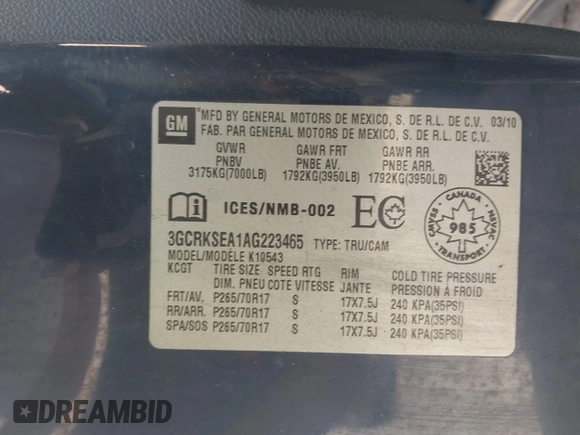 GM
*MFD BY GENERAL MOTORS DE MEXICO, S. DE R.L. DE C.V. 03/10
FAB. PAR GENERAL MOTORS DE MEXICO, S. DE R.L. DE C.V.
GVWR GAWR FRT GAWR RR
PNBV PNBE AV. PNBE ARR.
3175KG(7000LB) 1792KG(3950LB) 1792KG(3950LB)
i ICES/NMB-002 EC
CANADA
CMVSS NSVAC
985
TRANSPORT
3GCRKSEA1AG223465 TYPE: TRU/CAM
MODEL/MODÈLE K10543
KCGT TIRE SIZE SPEED RTG RIM COLD TIRE PRESSURE
DIM. PNEU COTE VITESSE JANTE PRESSION A FROID
FRT/AV. P265/70R17 S 17X7.5J 240 KPA(35PSI)
RR/ARR. P265/70R17 S 17X7.5J 240 KPA(35PSI)
SPA/SOS P265/70R17 S 17X7.5J 240 KPA(35PSI)
DREAMBID